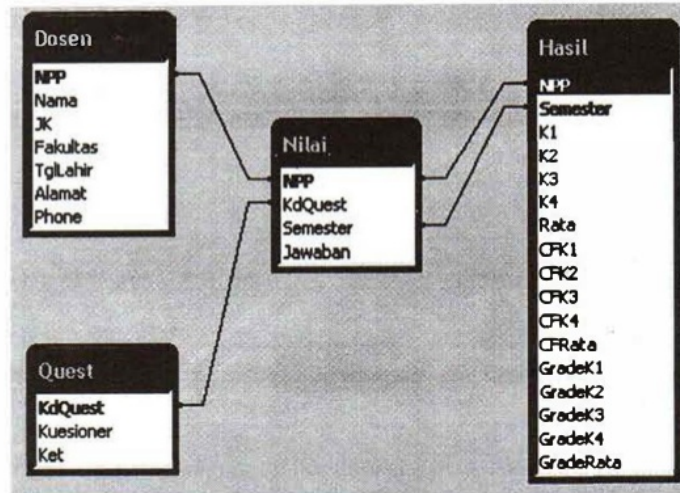 Dosen
NPP
Nama
JK
Fakultas
TglLahir
Alamat
Phone
Nilai
NPP
KdQuest
Semester
Jawaban
Quest
KdQuest
Kuesioner
Ket
Hasil
NPP
Semester
K1
K2
K3
K4
Rata
CFK1
CFK2
CFK3
CFK4
CFRata
GradeK1
GradeK2
GradeK3
GradeK4
GradeRata